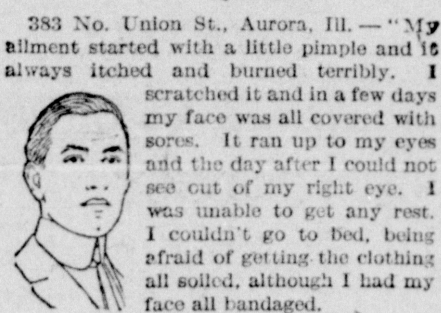 383 No. Union St., Aurora, Ill. — "My
ailment started with a little pimple and it
always itched and burned terribly. I
scratched it and in a few days
my face was all covered with
sores. It ran up to my eyes
and the day after I could not
see out of my right eye. I
was unable to get any rest.
I couldn't go to bed, being
afraid of getting the clothing
all soiled, although I had my
face all bandaged.